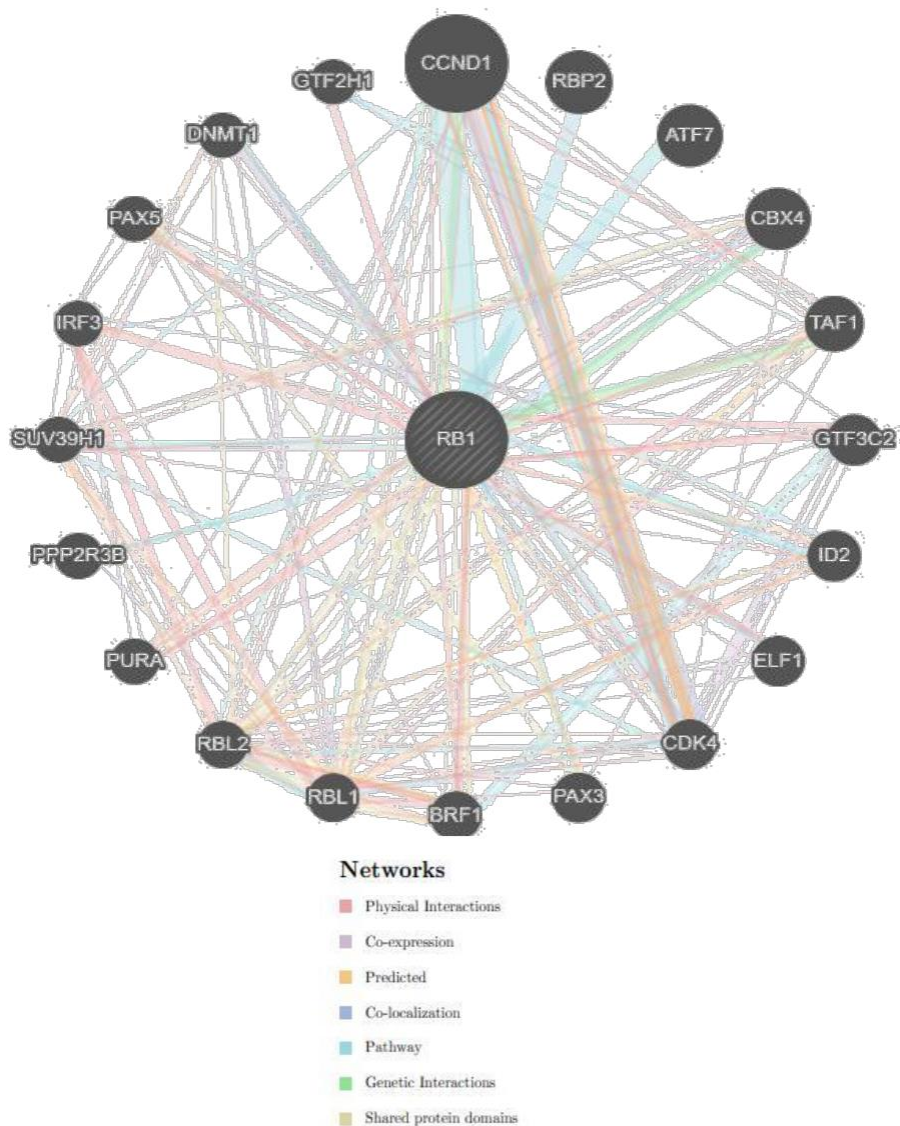 CCND1
RBP2
GTF2H1
ATF7
DNMT1
CBX4
PAX5
TAF1
IRF3
RB1
GTF3C2
SUV39H1
ID2
PPP2R3B
ELF1
PURA
CDK4
RBL2
PAX3
RBL1
BRF1
Networks
Physical Interactions
Co-expression
Predicted
Co-localization
Pathway
Genetic Interactions
Shared protein domains